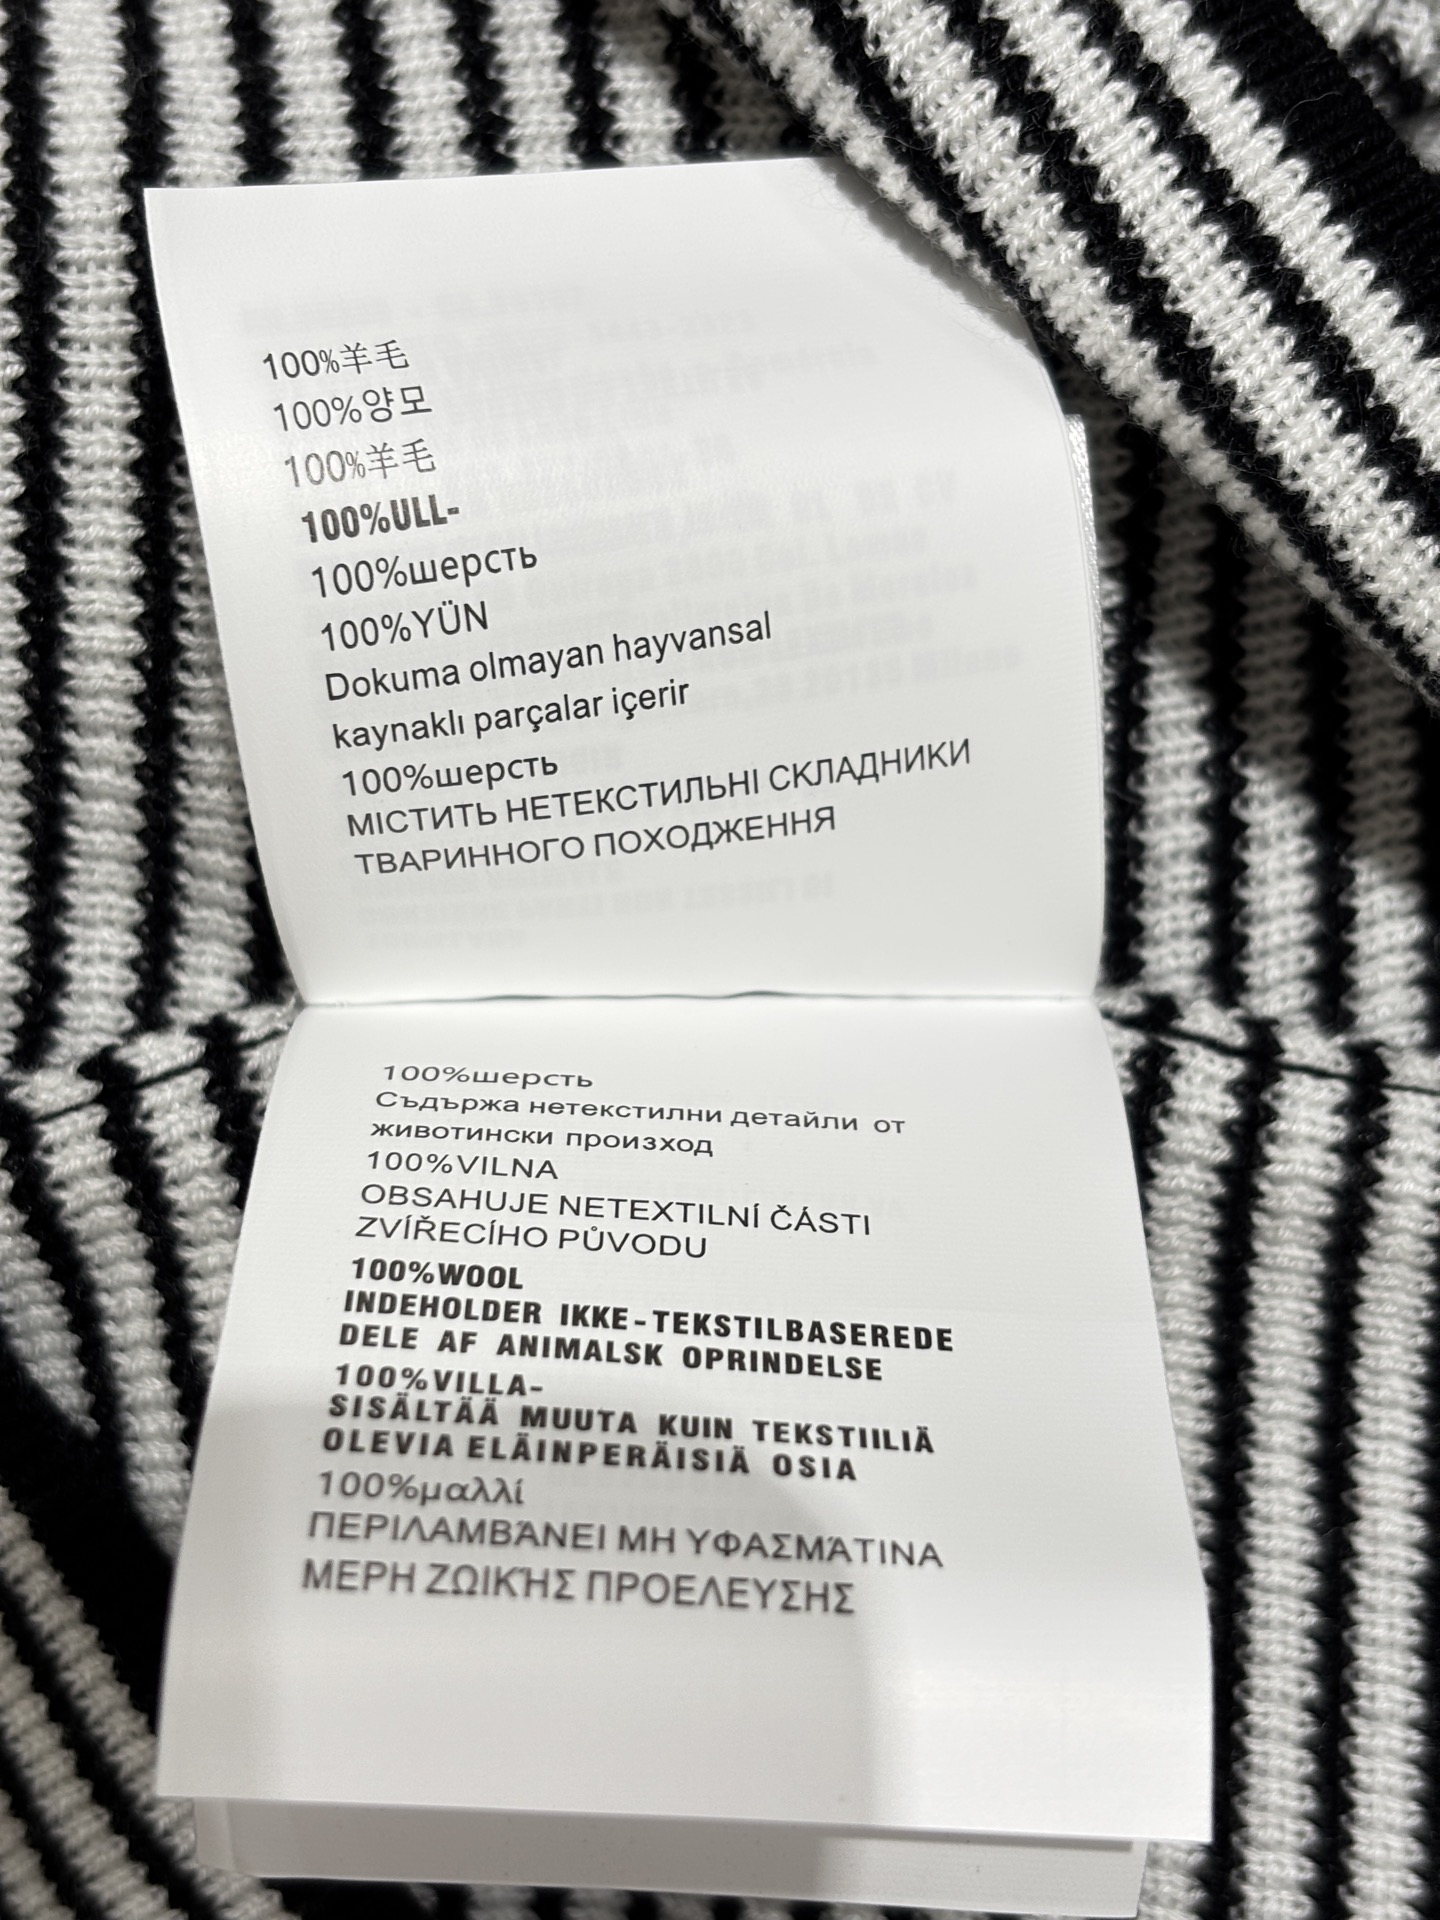 100%羊毛
100%양모
100%羊毛
100%ULL-
100%шерсть
100%YÜN
Dokuma olmayan hayvansal
kaynaklı parçalar içerir
100%шерсть
МІСТИТЬ НЕТЕКСТИЛЬНІ СКЛАДНИКИ
ТВАРИННОГО ПОХОДЖЕННЯ
100%шерсть
Съдържа нетекстилни детайли от
животински произход
100%VILNA
OBSAHUJE NETEXTILNÍ ČÁSTI
ZVÍŘECÍHO PŮVODU
100%WOOL
INDEHOLDER IKKE-TEKSTILBASEREDE
DELE AF ANIMALSK OPRINDELSE
100%VILLA-
SISÄLTÄÄ MUUTA KUIN TEKSTIILIÄ
OLEVIA ELÄINPERÄISIÄ OSIA
100%μαλλί
ΠΕΡΙΛΑΜΒΆΝΕΙ ΜΗ ΥΦΑΣΜΆΤΙΝΑ
ΜΕΡΗ ΖΩΙΚΉΣ ΠΡΟΕΛΕΥΣΗΣ